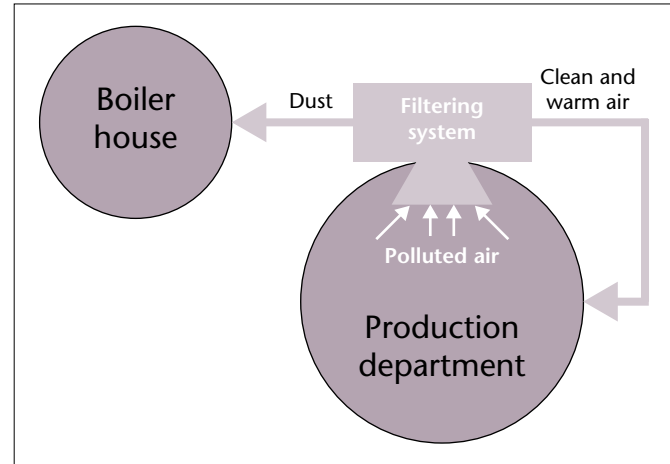 Boiler
house
Dust
Filtering
system
Clean and
warm air
Polluted air
Production
department